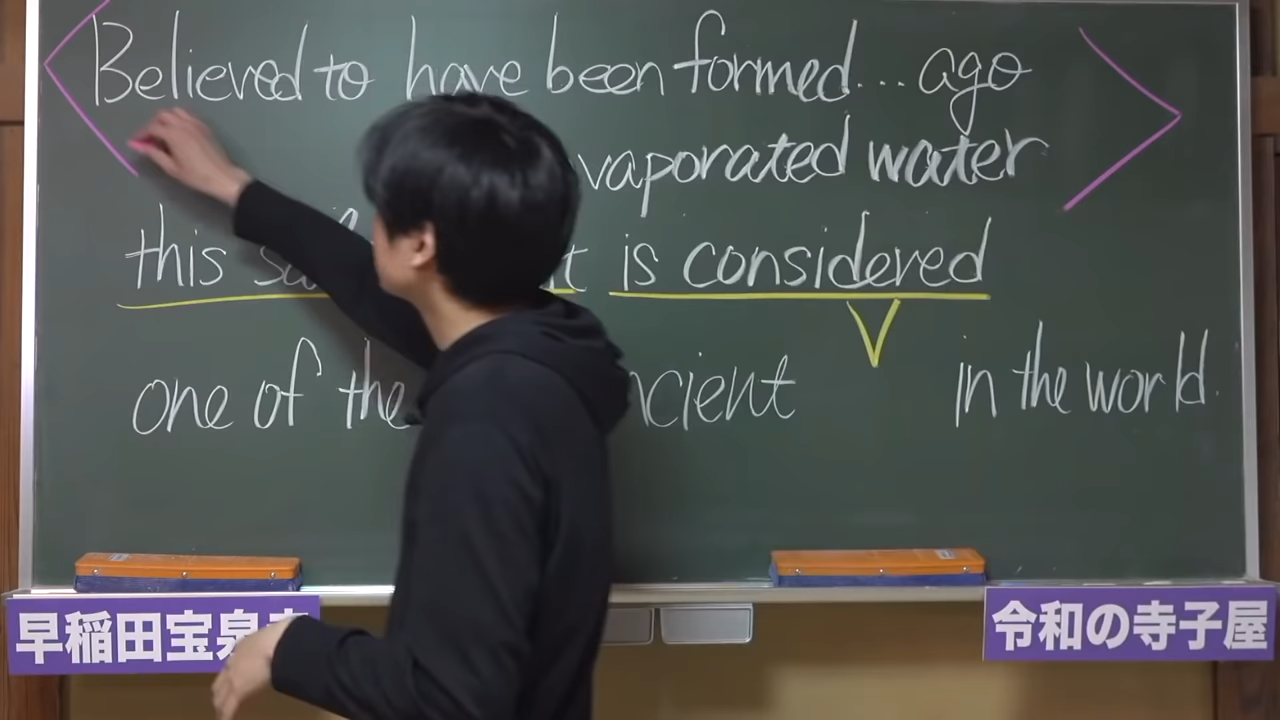 Believed to have been formed... ago
vaporated water
this is considered
one of the ncient in the world.
早稲田宝泉
令和の寺子屋